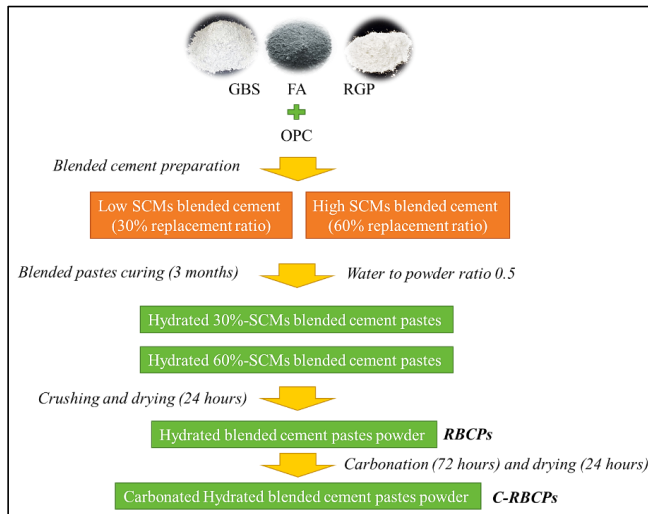 GBS FA RGP
OPC
Blended cement preparation
Low SCMs blended cement
(30% replacement ratio)
High SCMs blended cement
(60% replacement ratio)
Blended pastes curing (3 months)
Water to powder ratio 0.5
Hydrated 30%-SCMs blended cement pastes
Hydrated 60%-SCMs blended cement pastes
Crushing and drying (24 hours)
Hydrated blended cement pastes powder
RBCPs
Carbonation (72 hours) and drying (24 hours)
Carbonated Hydrated blended cement pastes powder
C-RBCPs